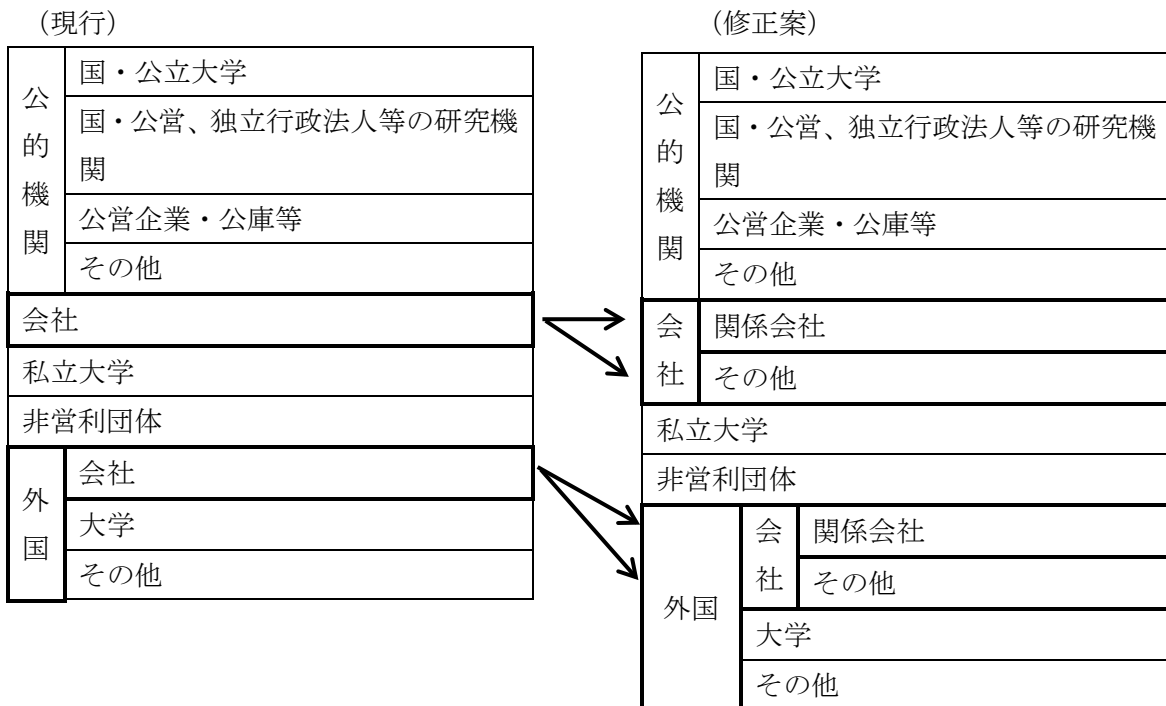 （現行）
公的機関
国・公立大学
国・公営、独立行政法人等の研究機
関
公営企業・公庫等
その他
会社
私立大学
非営利団体
外国
会社
大学
その他
（修正案）
公的機関
国・公立大学
国・公営、独立行政法人等の研究機
関
公営企業・公庫等
その他
会社
関係会社
その他
私立大学
非営利団体
外国
会社
関係会社
その他
大学
その他